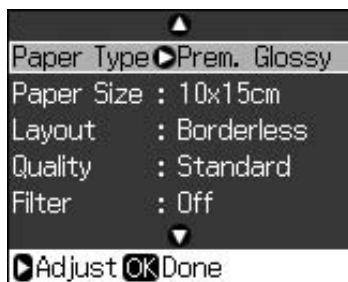 Paper Type Prem. Glossy
Paper Size : 10x15cm
Layout : Borderless
Quality : Standard
Filter : Off
Adjust OK Done